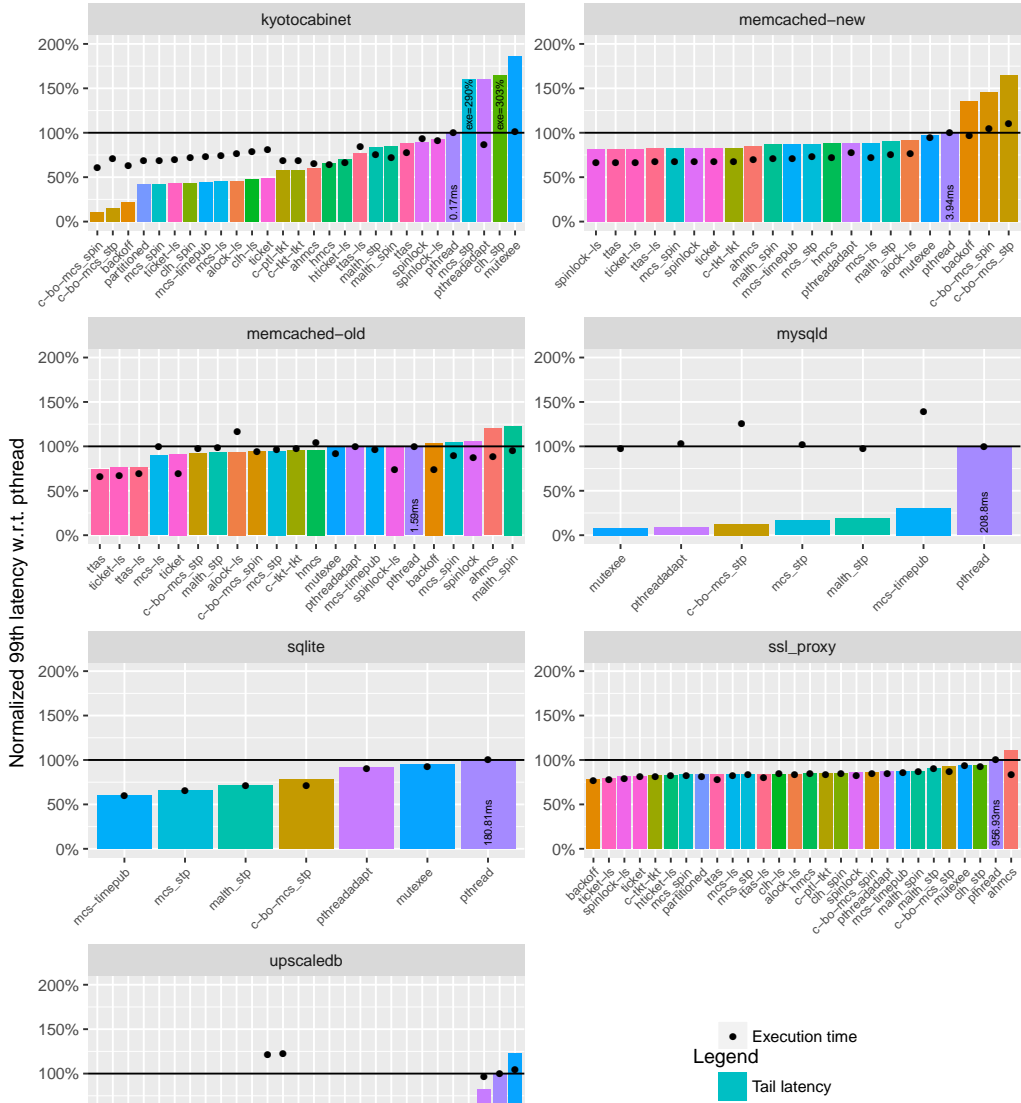 Normalized 99th latency w.r.t. pthread
kyotocabinet
200%
150%
100%
50%
0%
exe=290%
exe=303%
0.17ms
c-bo-mcs_spin
c-bo-mcs_stp
backoff
partitioned
mcs_spin
ticket-ls
clh_spin
mcs-timepub
mcs-ls
alock-ls
clh-ls
ticket
c-ptl-tkt
c-tkt-tkt
ahmcs
hmcs
hticket-ls
ttas-ls
malth_stp
malth_spin
ttas
spinlock
spinlock-ls
pthread
mcs_stp
pthreadadapt
clh_stp
mutexee
memcached-new
200%
150%
100%
50%
0%
3.94ms
spinlock-ls
ttas
ticket-ls
ttas-ls
mcs_spin
spinlock
ticket
c-tkt-tkt
ahmcs
malth_spin
mcs-timepub
mcs_stp
hmcs
pthreadadapt
mcs-ls
alock-ls
mutexee
pthread
backoff
c-bo-mcs_spin
c-bo-mcs_stp
memcached-old
200%
150%
100%
50%
0%
1.59ms
ttas
ticket-ls
ttas-ls
mcs-ls
ticket
c-bo-mcs_stp
malth_stp
alock-ls
c-bo-mcs_spin
mcs_stp
c-tkt-tkt
hmcs
mutexee
pthreadadapt
mcs-timepub
spinlock-ls
pthread
backoff
mcs_spin
spinlock
ahmcs
malth_spin
mysqld
200%
150%
100%
50%
0%
208.8ms
mutexee
pthreadadapt
c-bo-mcs_stp
mcs_stp
malth_stp
mcs-timepub
pthread
sqlite
200%
150%
100%
50%
0%
180.81ms
mcs-timepub
mcs_stp
malth_stp
c-bo-mcs_stp
pthreadadapt
mutexee
pthread
ssl_proxy
200%
150%
100%
50%
0%
956.93ms
backoff
ticket-ls
spinlock-ls
ticket
c-tkt-tkt
hticket-ls
mcs_spin
partitioned
ttas
mcs-ls
mcs_stp
ttas-ls
clh-ls
alock-ls
hmcs
c-ptl-tkt
clh_spin
spinlock
c-bo-mcs_spin
pthreadadapt
mcs-timepub
malth_spin
malth_stp
c-bo-mcs_stp
mutexee
clh_stp
pthread
ahmcs
upscaledb
200%
150%
100%
Execution time
Legend
Tail latency